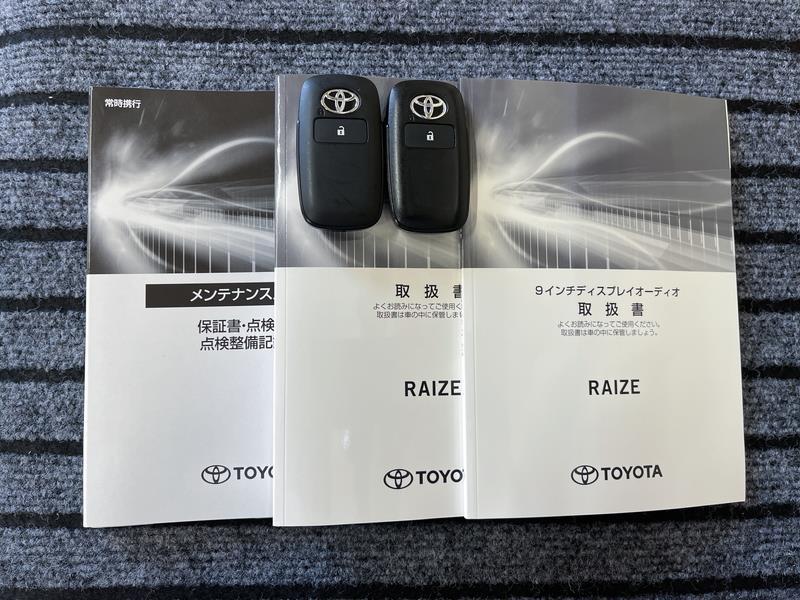 常時携行
メンテナンス
保証書・点検
点検整備記
TOYO
取扱
よくお読みになってご使用く
取扱書は車の中に保管しま
RAIZE
TOYO
9インチディスプレイオーディオ
取扱書
よくお読みになってご使用ください。
取扱書は車の中に保管しましょう。
RAIZE
TOYOTA